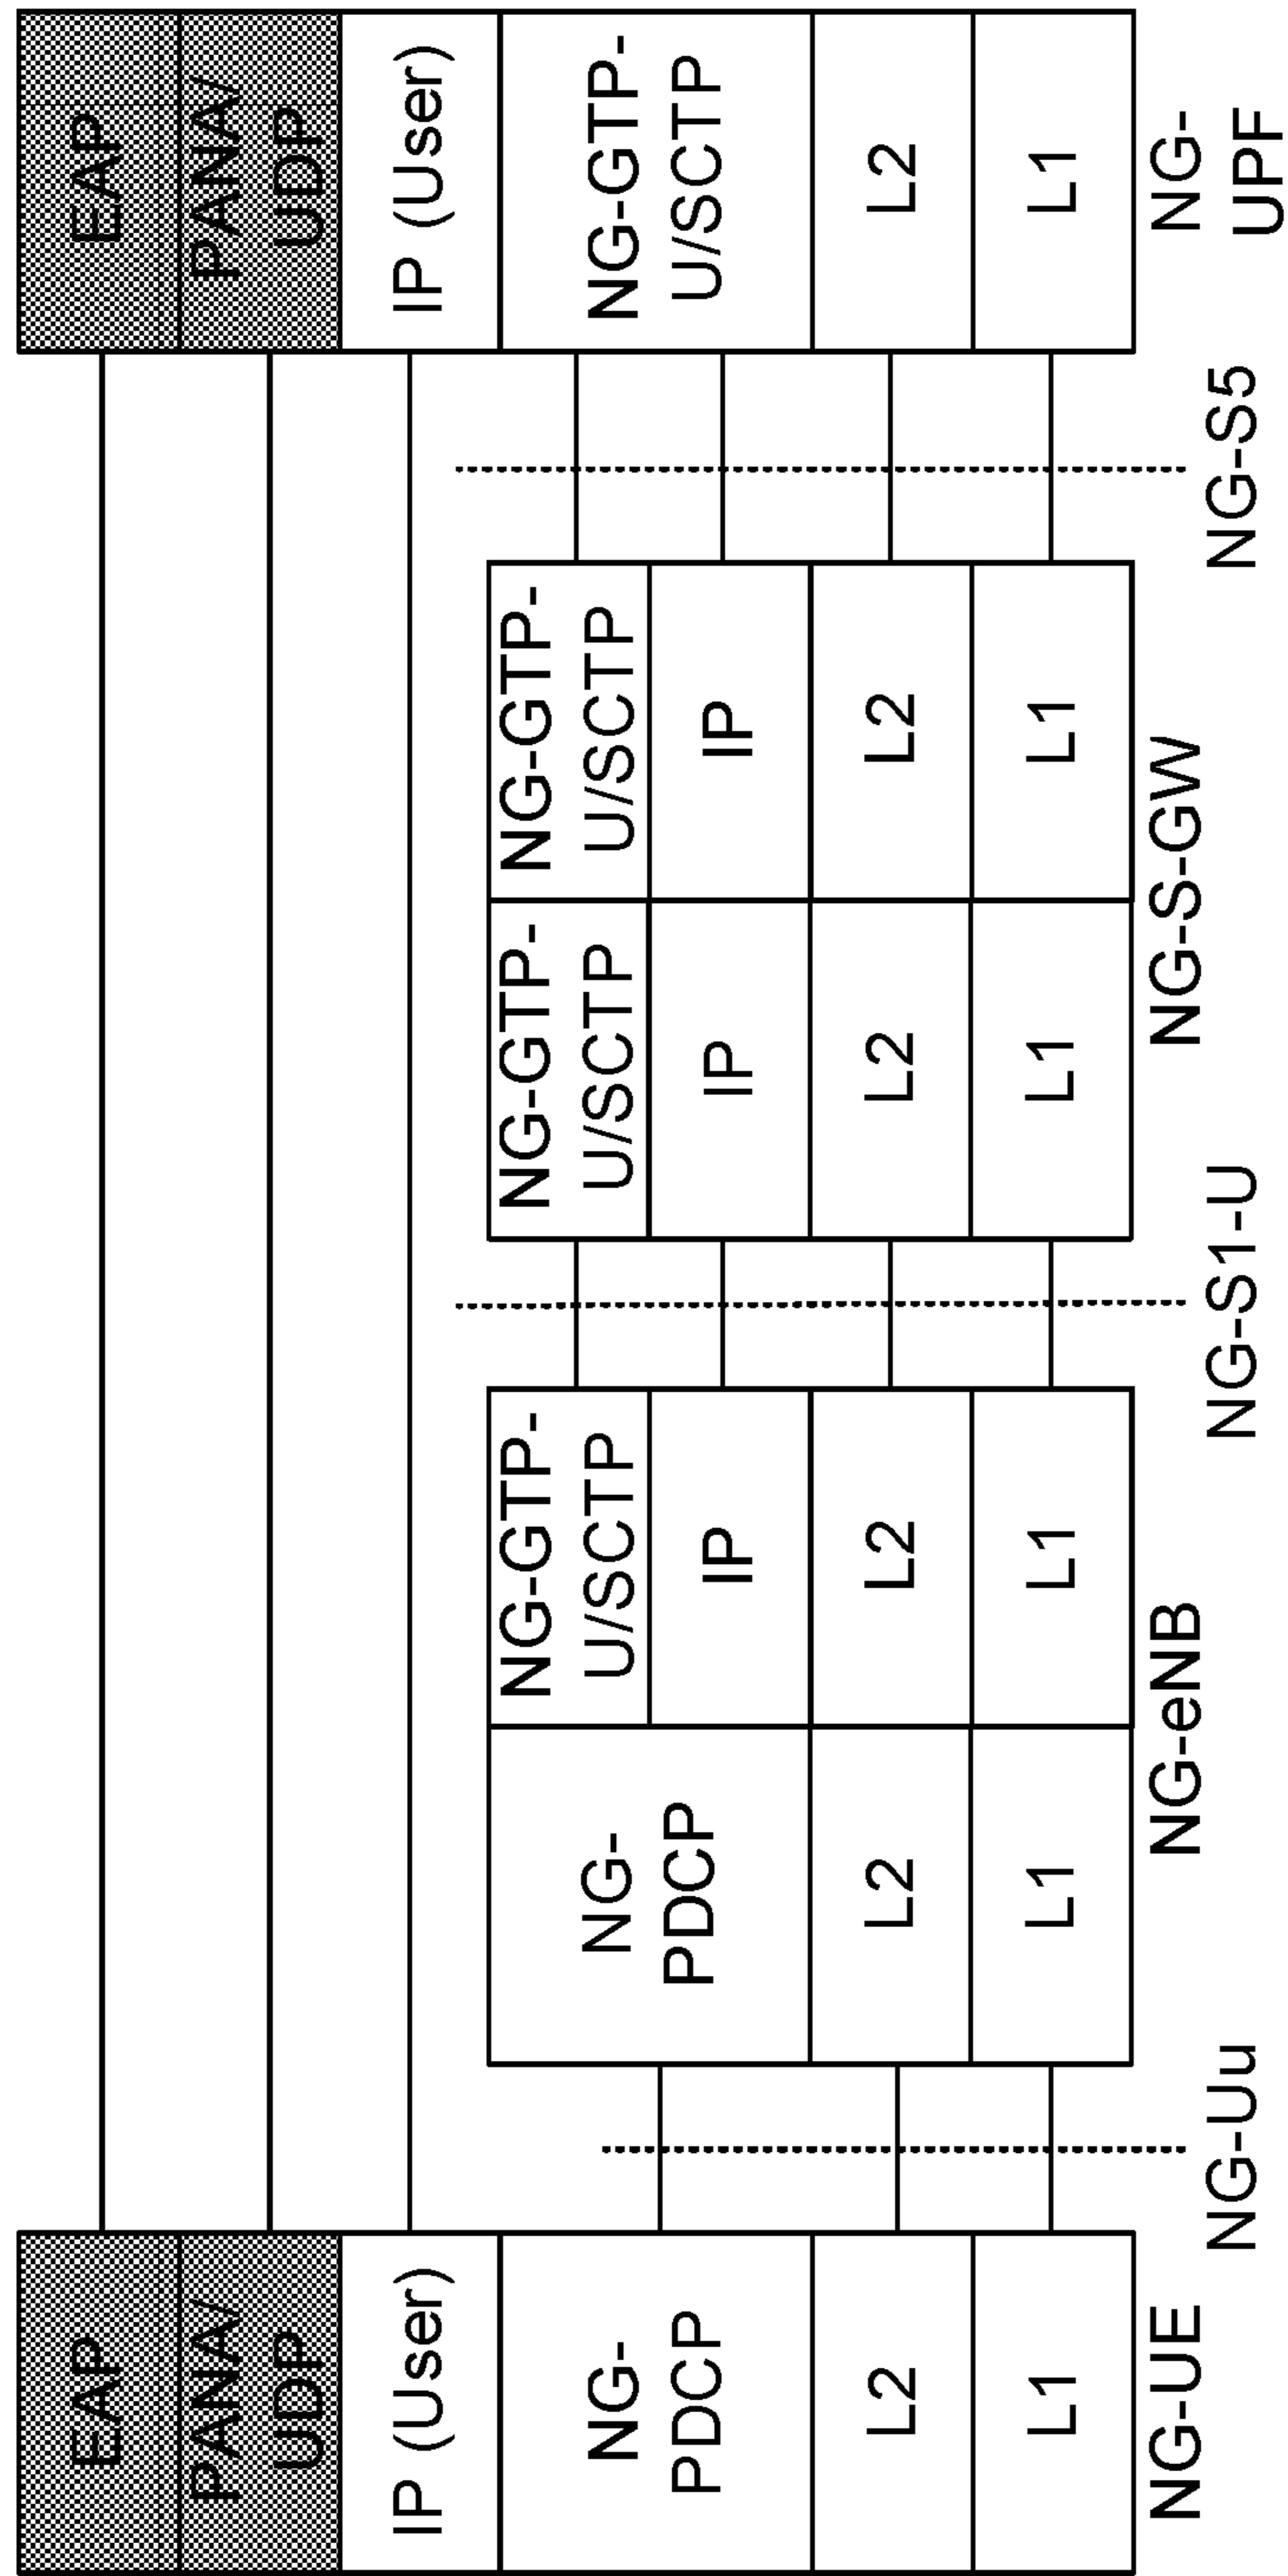 EAP
PANA/
UDP
IP (User)
NG-
PDCP
L2
L1
NG-UE
NG-Uu
NG-
PDCP
L2
L1
NG-GTP-
U/SCTP
IP
L2
L1
NG-eNB
NG-S1-U
NG-GTP-
U/SCTP
IP
L2
L1
NG-GTP-
U/SCTP
IP
L2
L1
NG-S-GW
NG-S5
EAP
PANA/
UDP
IP (User)
NG-GTP-
U/SCTP
L2
L1
NG-
UPF